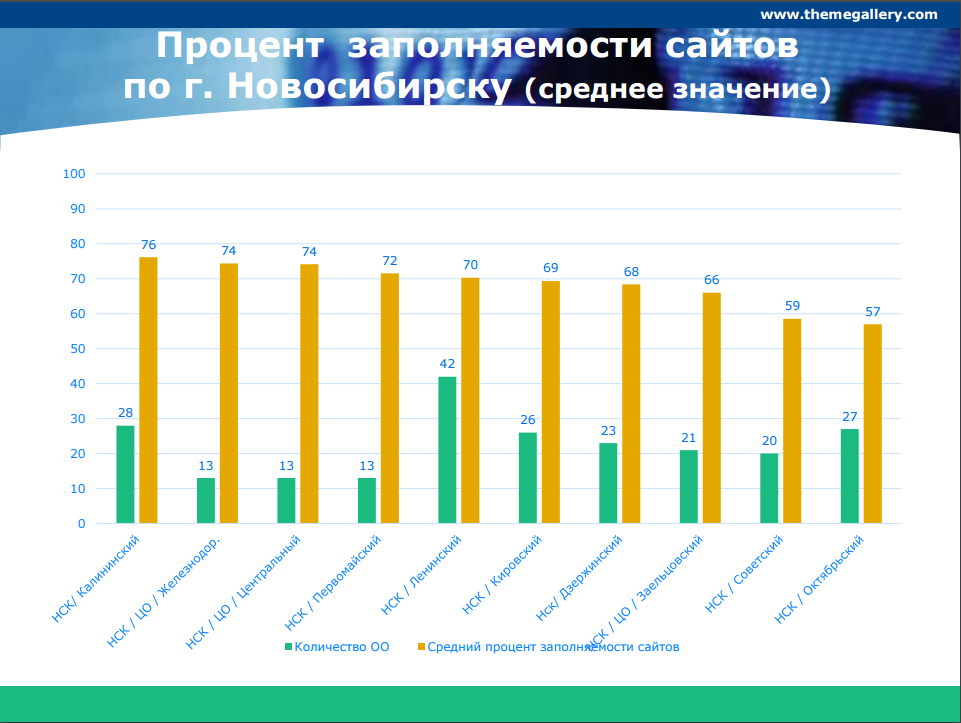 www.themegallery.com
Процент заполняемости сайтов
по г. Новосибирску (среднее значение)
100
90
80
70
60
50
40
30
20
10
0
28
76
13
74
13
74
13
72
42
70
26
69
23
68
21
66
20
59
27
57
НСК/ Калининский
НСК / ЦО / Железнодор.
НСК / ЦО / Центральный
НСК / Первомайский
НСК / Ленинский
НСК / Кировский
Нск/ Дзержинский
НСК / ЦО / Заельцовский
НСК / Советский
НСК / Октябрьский
Количество ОО
Средний процент заполняемости сайтов